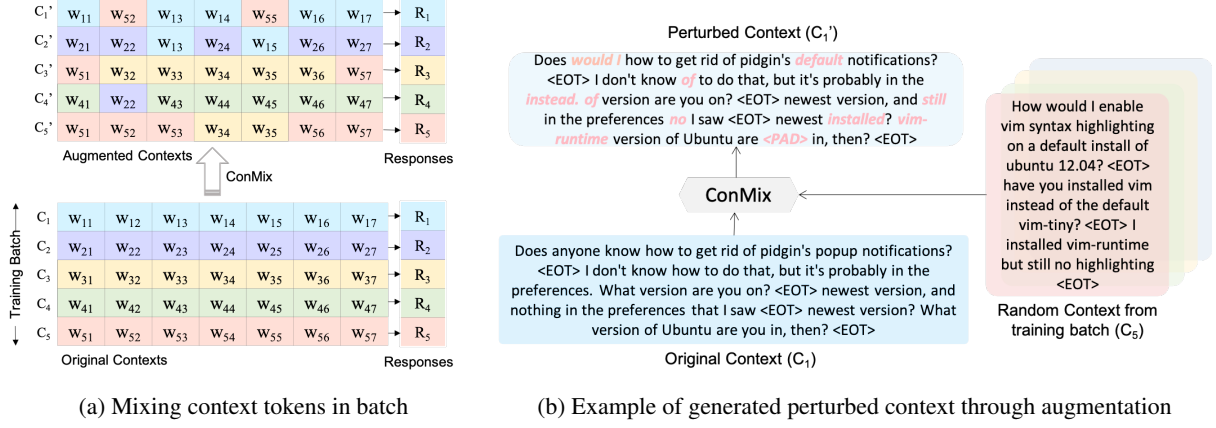 C1' w11 w52 w13 w14 w55 w16 w17 R1
C2' w21 w22 w13 w24 w15 w26 w27 R2
C3' w51 w32 w33 w34 w35 w36 w57 R3
C4' w41 w22 w43 w44 w45 w46 w47 R4
C5' w51 w52 w53 w34 w35 w56 w57 R5
Augmented Contexts
Responses
ConMix
Training Batch
C1 w11 w12 w13 w14 w15 w16 w17 R1
C2 w21 w22 w23 w24 w25 w26 w27 R2
C3 w31 w32 w33 w34 w35 w36 w37 R3
C4 w41 w42 w43 w44 w45 w46 w47 R4
C5 w51 w52 w53 w54 w55 w56 w57 R5
Original Contexts
Responses
(a) Mixing context tokens in batch
Perturbed Context (C1')
Does would I how to get rid of pidgin's default notifications?
<EOT> I don't know of to do that, but it's probably in the
instead. of version are you on? <EOT> newest version, and still
in the preferences no I saw <EOT> newest installed? vim-
runtime version of Ubuntu are <PAD> in, then? <EOT>
ConMix
Does anyone know how to get rid of pidgin's popup notifications?
<EOT> I don't know how to do that, but it's probably in the
preferences. What version are you on? <EOT> newest version, and
nothing in the preferences that I saw <EOT> newest version? What
version of Ubuntu are you in, then? <EOT>
Original Context (C1)
How would I enable
vim syntax highlighting
on a default install of
ubuntu 12.04? <EOT>
have you installed vim
instead of the default
vim-tiny? <EOT> I
installed vim-runtime
but still no highlighting
<EOT>
Random Context from
training batch (C5)
(b) Example of generated perturbed context through augmentation